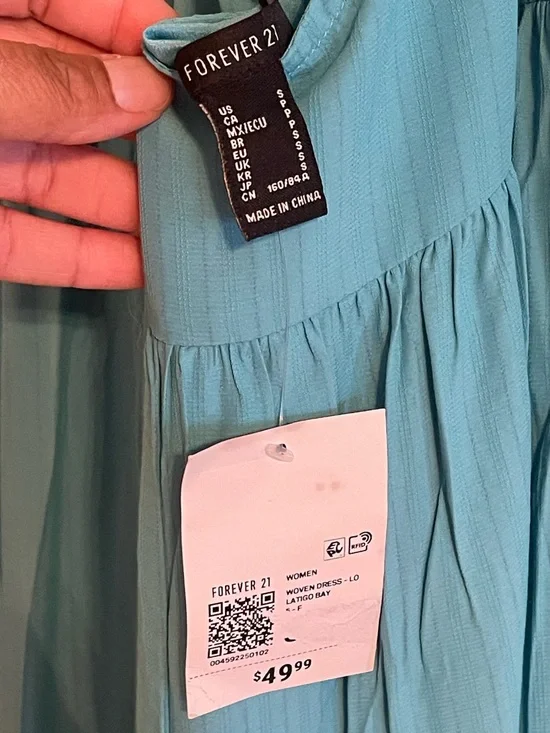 FOREVER 21
US S
CA P
MX/ECU P
BR P
EU S
UK S
KR S
JP S
CN 160/84A
MADE IN CHINA
RFID
WOMEN
FOREVER 21
WOVEN DRESS - LO
LATIGO BAY
004592250102
$49.99